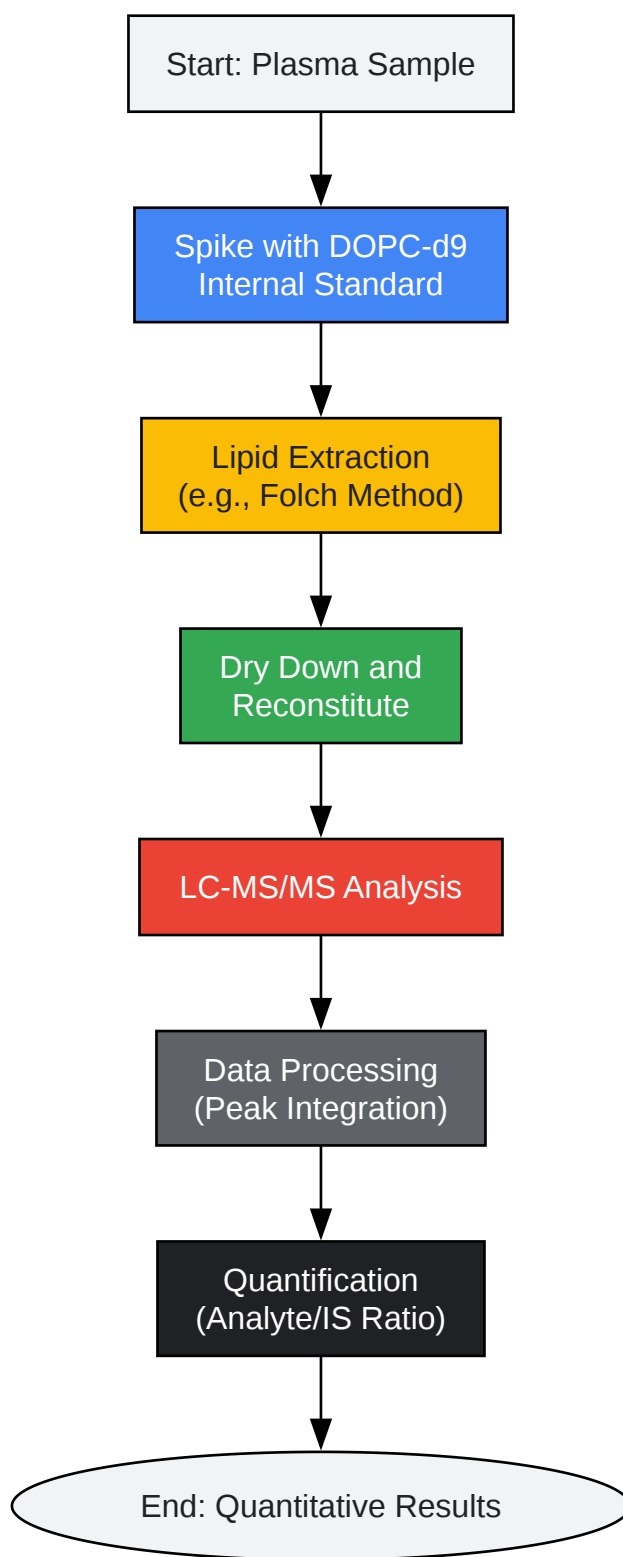 Start: Plasma Sample
Spike with DOPC-d9
Internal Standard
Lipid Extraction
(e.g., Folch Method)
Dry Down and
Reconstitute
LC-MS/MS Analysis
Data Processing
(Peak Integration)
Quantification
(Analyte/IS Ratio)
End: Quantitative Results